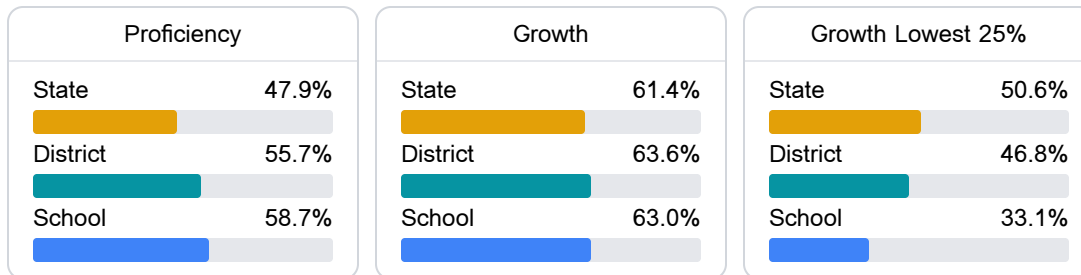 Proficiency
State 47.9%
District 55.7%
School 58.7%
Growth
State 61.4%
District 63.6%
School 63.0%
Growth Lowest 25%
State 50.6%
District 46.8%
School 33.1%